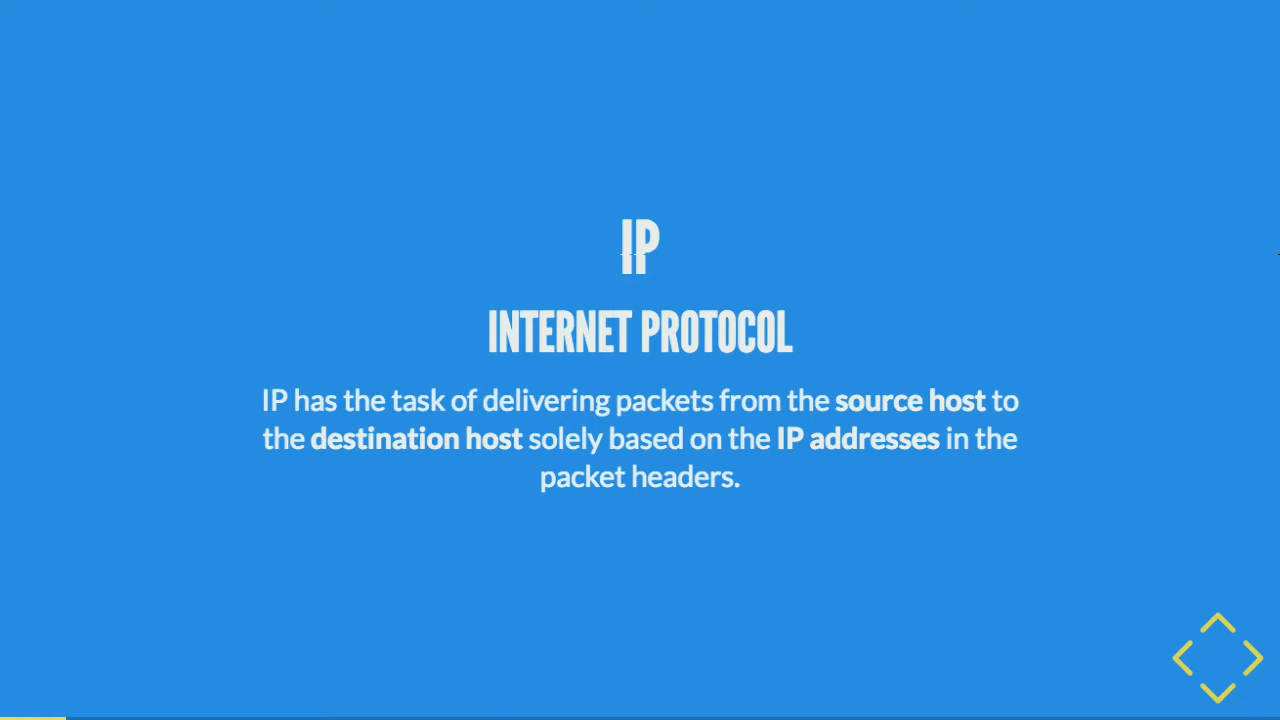 IP
INTERNET PROTOCOL
IP has the task of delivering packets from the source host to
the destination host solely based on the IP addresses in the
packet headers.